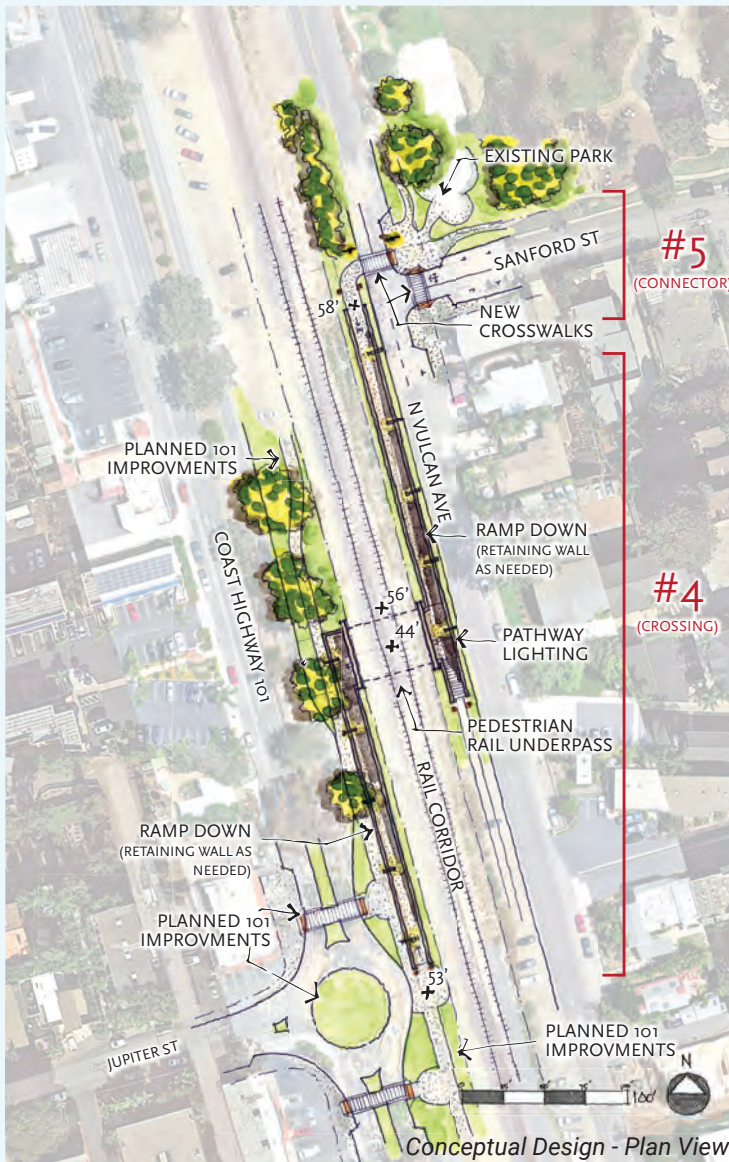 EXISTING PARK
SANFORD ST
#5
(CONNECTOR)
58'
NEW
CROSSWALKS
PLANNED 101
IMPROVMENTS
N VULCAN AVE
COAST HIGHWAY 101
RAMP DOWN
(RETAINING WALL
AS NEEDED)
#4
(CROSSING)
56'
44'
PATHWAY
LIGHTING
PEDESTRIAN
RAIL UNDERPASS
RAIL CORRIDOR
RAMP DOWN
(RETAINING WALL AS
NEEDED)
PLANNED 101
IMPROVMENTS
53'
JUPITER ST
PLANNED 101
IMPROVMENTS
N
100'
Conceptual Design - Plan View